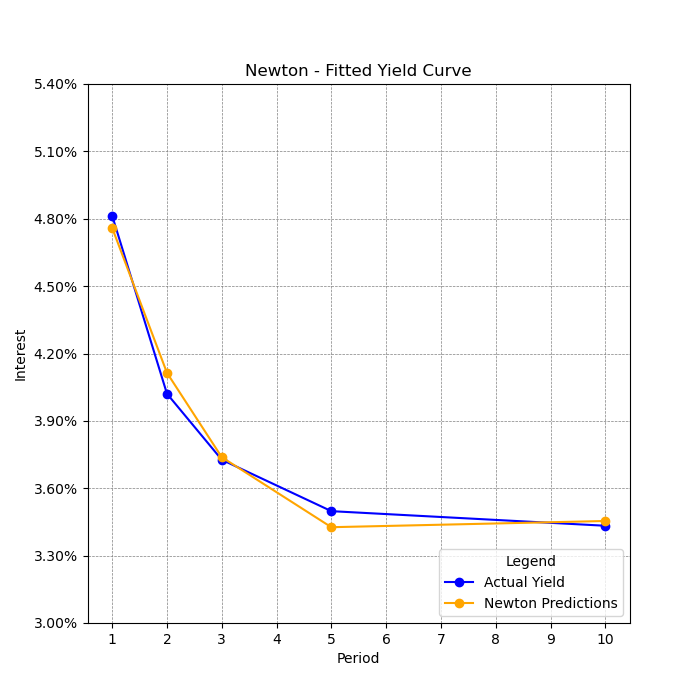 Newton - Fitted Yield Curve
5.40%
5.10%
4.80%
4.50%
4.20%
3.90%
3.60%
3.30%
3.00%
Interest
1 2 3 4 5 6 7 8 9 10
Period
Legend
Actual Yield
Newton Predictions